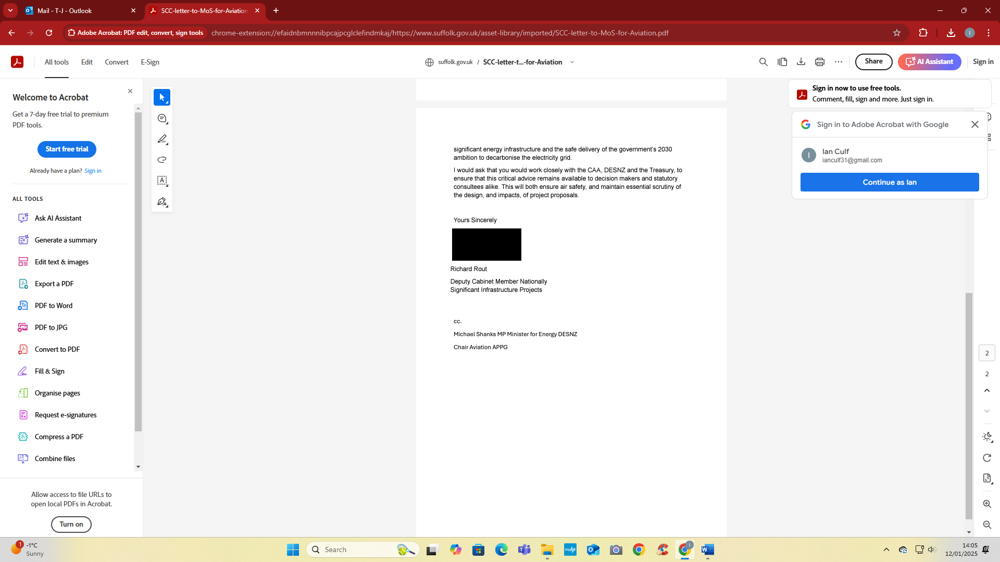 Mail - T-J - Outlook
SCC-letter-to-MoS-for-Aviation
Adobe Acrobat: PDF edit, convert, sign tools
chrome-extension://efaidnbmnnnibpcajpcglclefindmkaj/https://www.suffolk.gov.uk/asset-library/imported/SCC-letter-to-MoS-for-Aviation.pdf
I
All tools
Edit
Convert
E-Sign
suffolk.gov.uk / SCC-letter-t...-for-Aviation
Share
AI Assistant
Sign in
Welcome to Acrobat
Get a 7-day free trial to premium
PDF tools.
Start free trial
Already have a plan? Sign in
ALL TOOLS
Ask AI Assistant
Generate a summary
Edit text & images
Export a PDF
PDF to Word
PDF to JPG
Convert to PDF
Fill & Sign
Organise pages
Request e-signatures
Compress a PDF
Combine files
Allow access to file URLs to
open local PDFs in Acrobat.
Turn on
significant energy infrastructure and the safe delivery of the government's 2030
ambition to decarbonise the electricity grid.
I would ask that you would work closely with the CAA, DESNZ and the Treasury, to
ensure that this critical advice remains available to decision makers and statutory
consultees alike. This will both ensure air safety, and maintain essential scrutiny of
the design, and impacts, of project proposals.
Yours Sincerely
Richard Rout
Deputy Cabinet Member Nationally
Significant Infrastructure Projects
cc.
Michael Shanks MP Minister for Energy DESNZ
Chair Aviation APPG
Sign in now to use free tools.
Comment, fill, sign and more. Just sign in.
Sign in to Adobe Acrobat with Google
I
Ian Culf
ianculf31@gmail.com
Continue as Ian
2
2
1
-1°C
Sunny
Search
myhp
14:05
12/01/2025